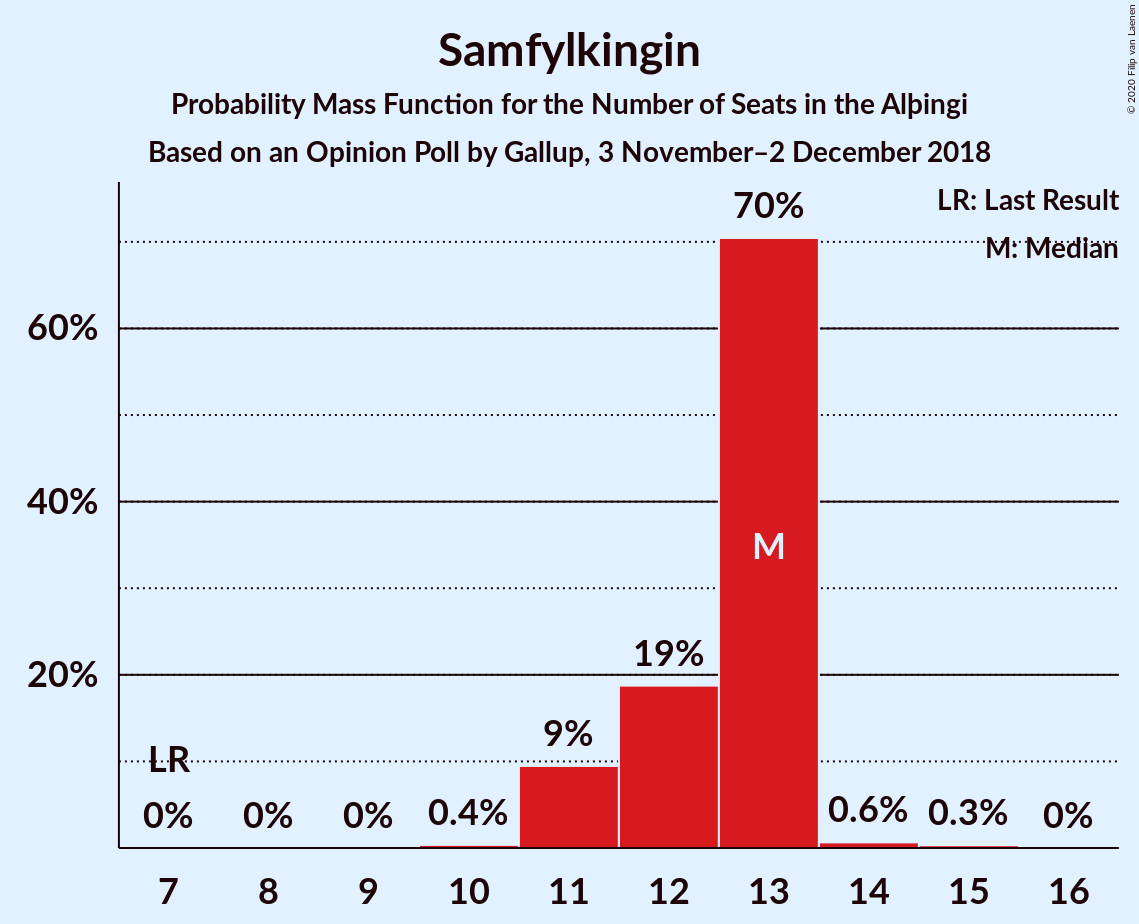 Samfylkingin
Probability Mass Function for the Number of Seats in the Alþingi
Based on an Opinion Poll by Gallup, 3 November–2 December 2018
© 2020 Filip van Laenen
LR: Last Result
M: Median
70%
60%
40%
M
20%
19%
9%
LR
0% 0% 0% 0.4% 0.6% 0.3% 0%
7 8 9 10 11 12 13 14 15 16